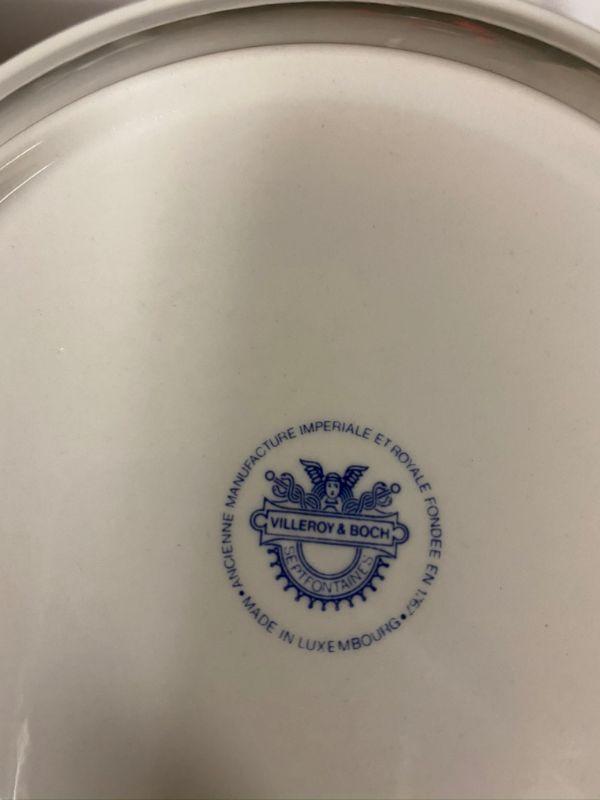 ANCIENNE MANUFACTURE IMPERIALE ET ROYALE FONDEE EN 1767
VILLEROY & BOCH
SEPTFONTAINES
• MADE IN LUXEMBOURG •